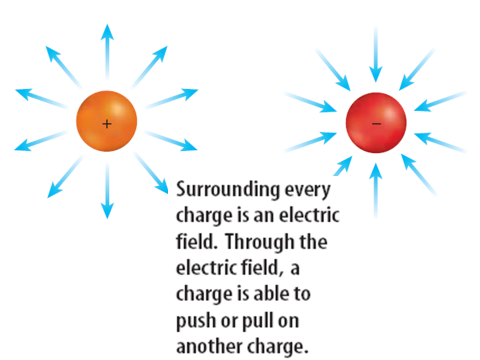 +
−
Surrounding every
charge is an electric
field. Through the
electric field, a
charge is able to
push or pull on
another charge.